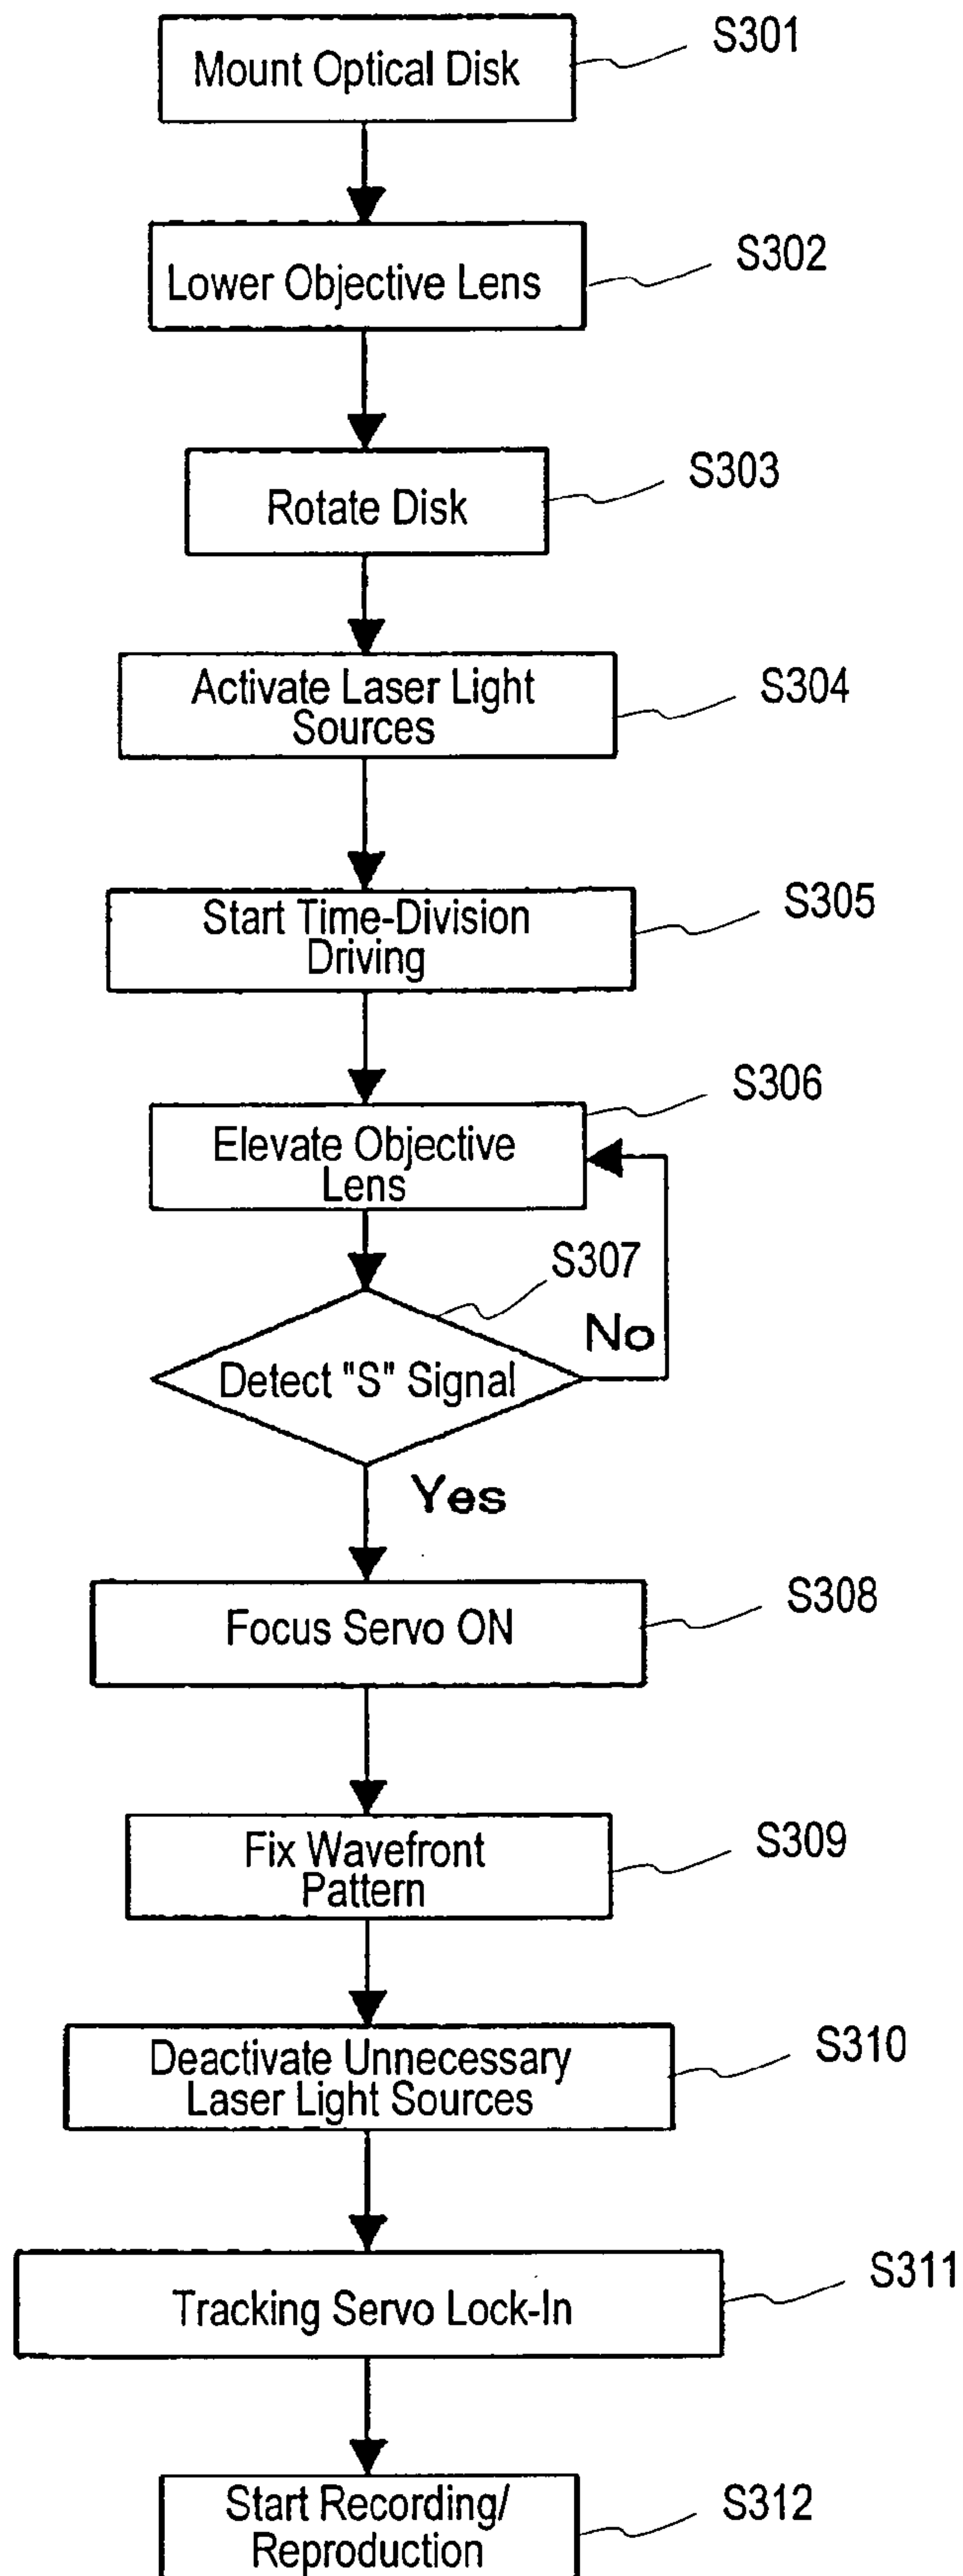 Mount Optical Disk
S301
Lower Objective Lens
S302
Rotate Disk
S303
Activate Laser Light
Sources
S304
Start Time-Division
Driving
S305
Elevate Objective
Lens
S306
Detect "S" Signal
S307
No
Yes
Focus Servo ON
S308
Fix Wavefront
Pattern
S309
Deactivate Unnecessary
Laser Light Sources
S310
Tracking Servo Lock-In
S311
Start Recording/
Reproduction
S312